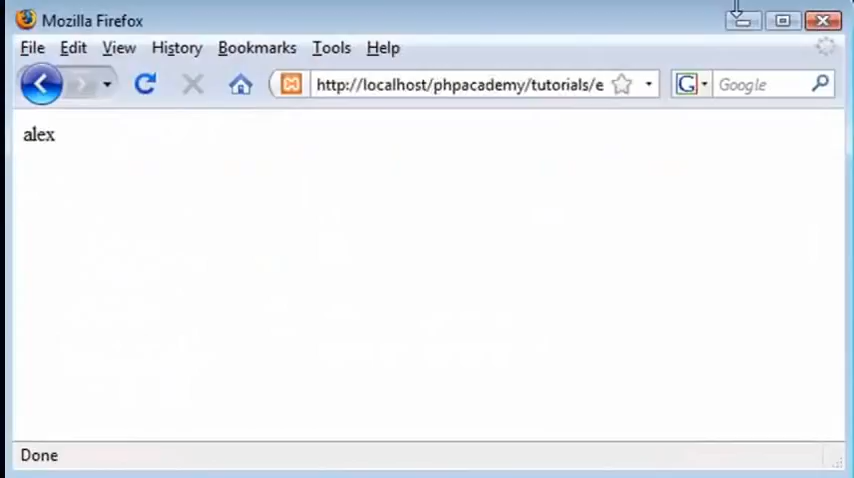 Mozilla Firefox
File Edit View History Bookmarks Tools Help
http://localhost/phpacademy/tutorials/e G Google
alex
Done